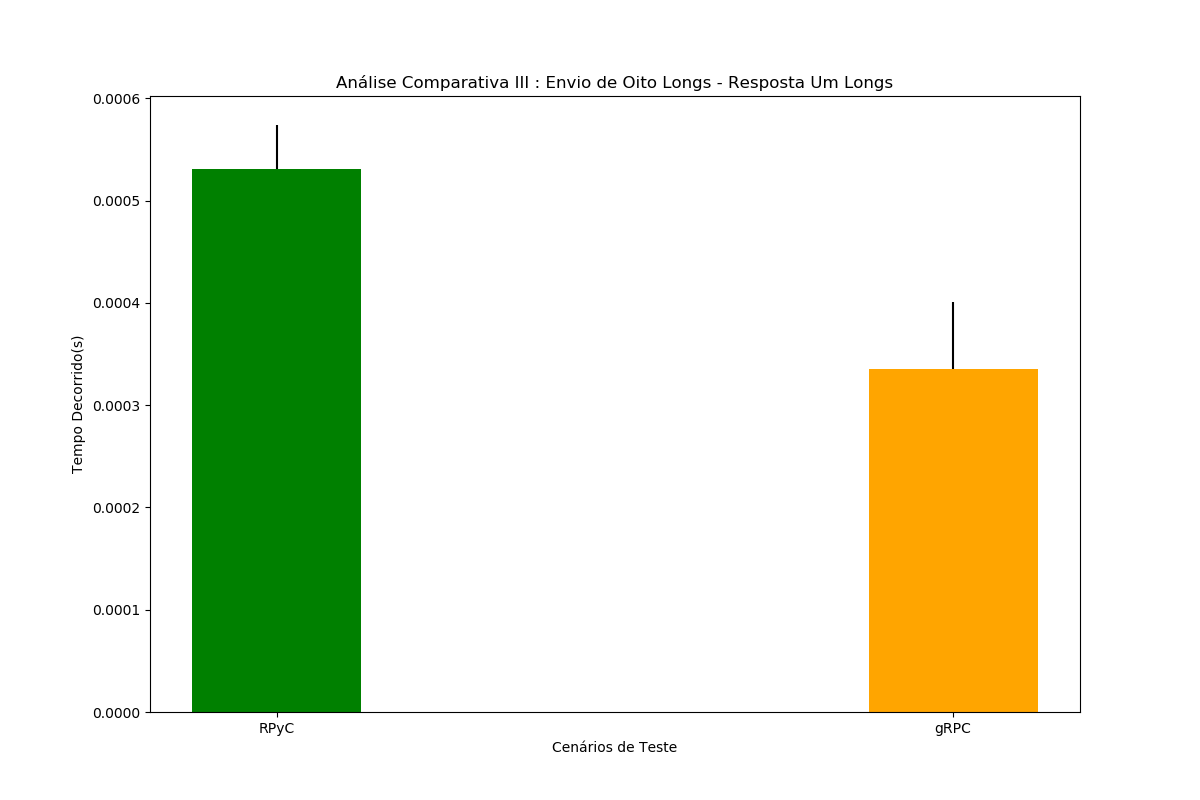 Análise Comparativa III : Envio de Oito Longs - Resposta Um Longs
0.0006
0.0005
0.0004
0.0003
0.0002
0.0001
0.0000
Tempo Decorrido(s)
RPyC
gRPC
Cenários de Teste